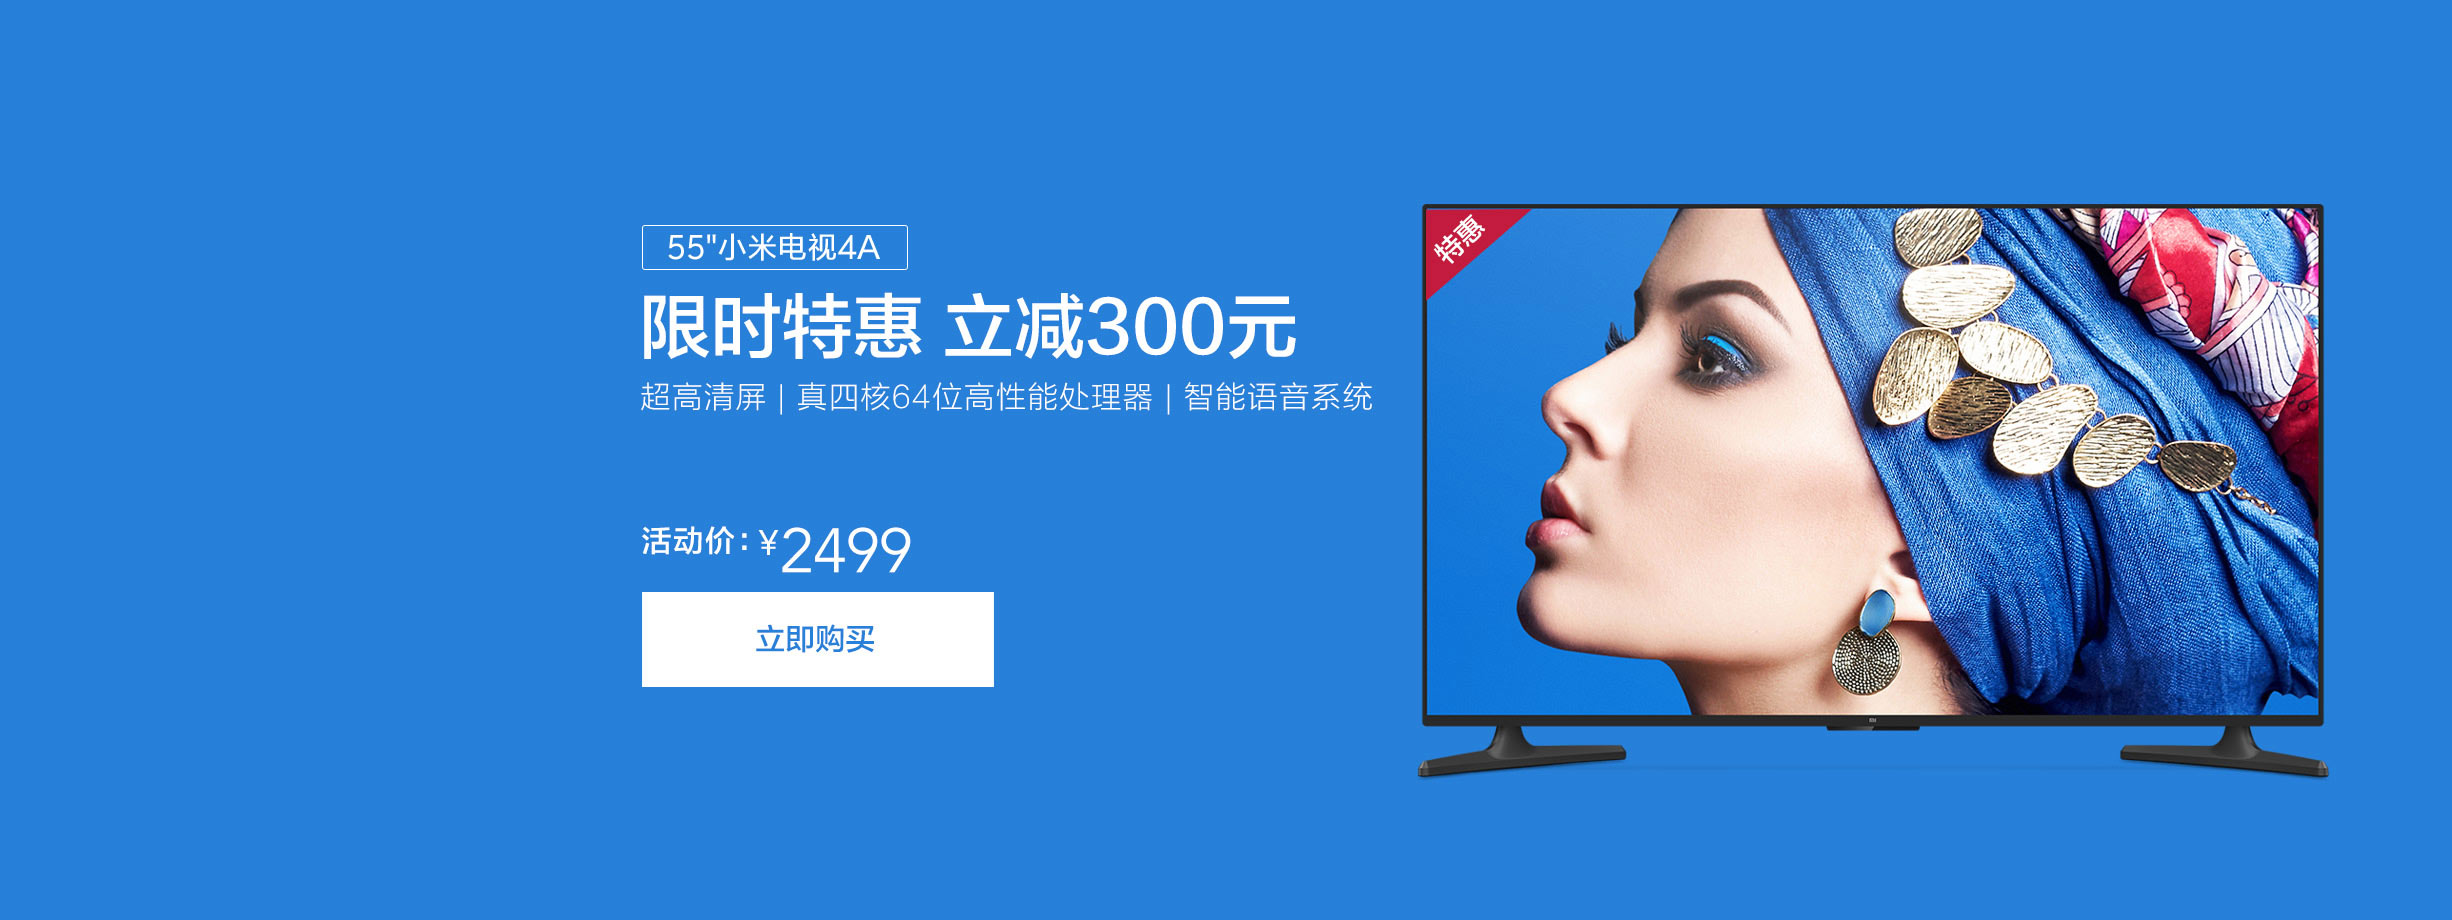 55"小米电视4A
限时特惠 立减300元
超高清屏 | 真四核64位高性能处理器 | 智能语音系统
活动价：¥2499
立即购买
特惠